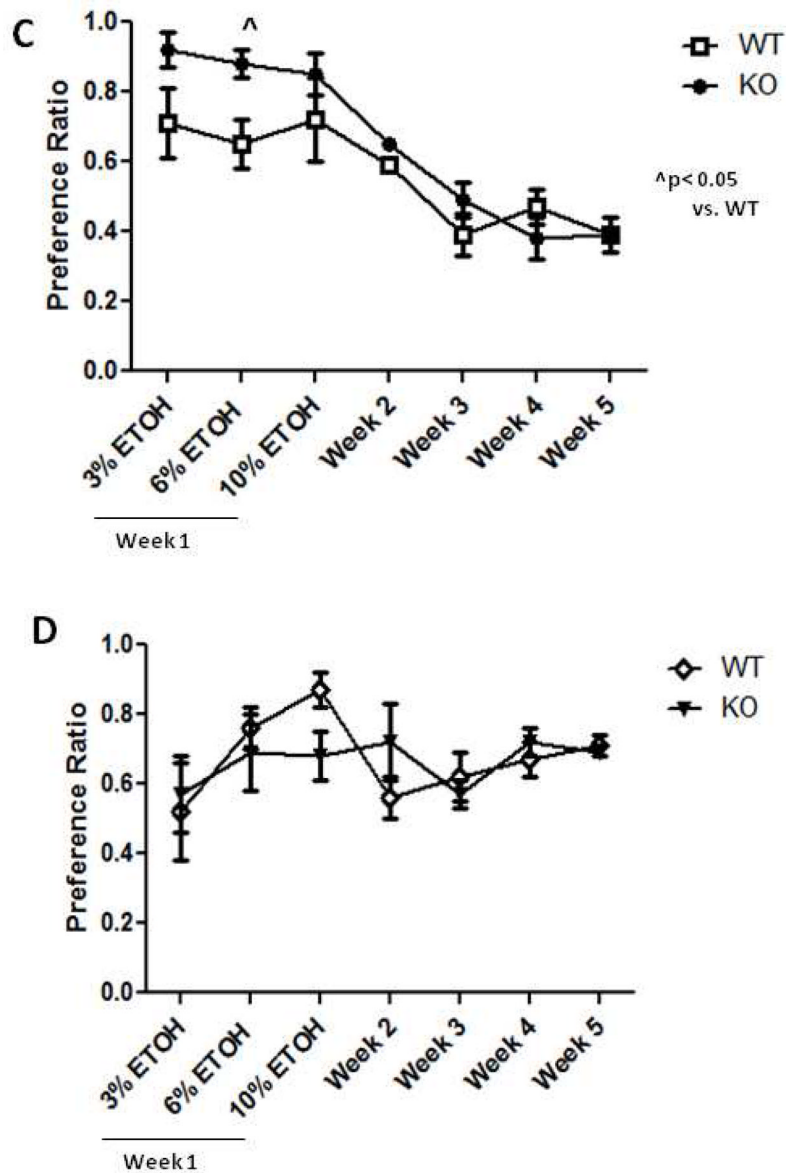 C
^
WT
KO
^p< 0.05
vs. WT
Preference Ratio
1.0
0.8
0.6
0.4
0.2
0.0
3% ETOH
6% ETOH
10% ETOH
Week 2
Week 3
Week 4
Week 5
Week 1
D
WT
KO
Preference Ratio
1.0
0.8
0.6
0.4
0.2
0.0
3% ETOH
6% ETOH
10% ETOH
Week 2
Week 3
Week 4
Week 5
Week 1